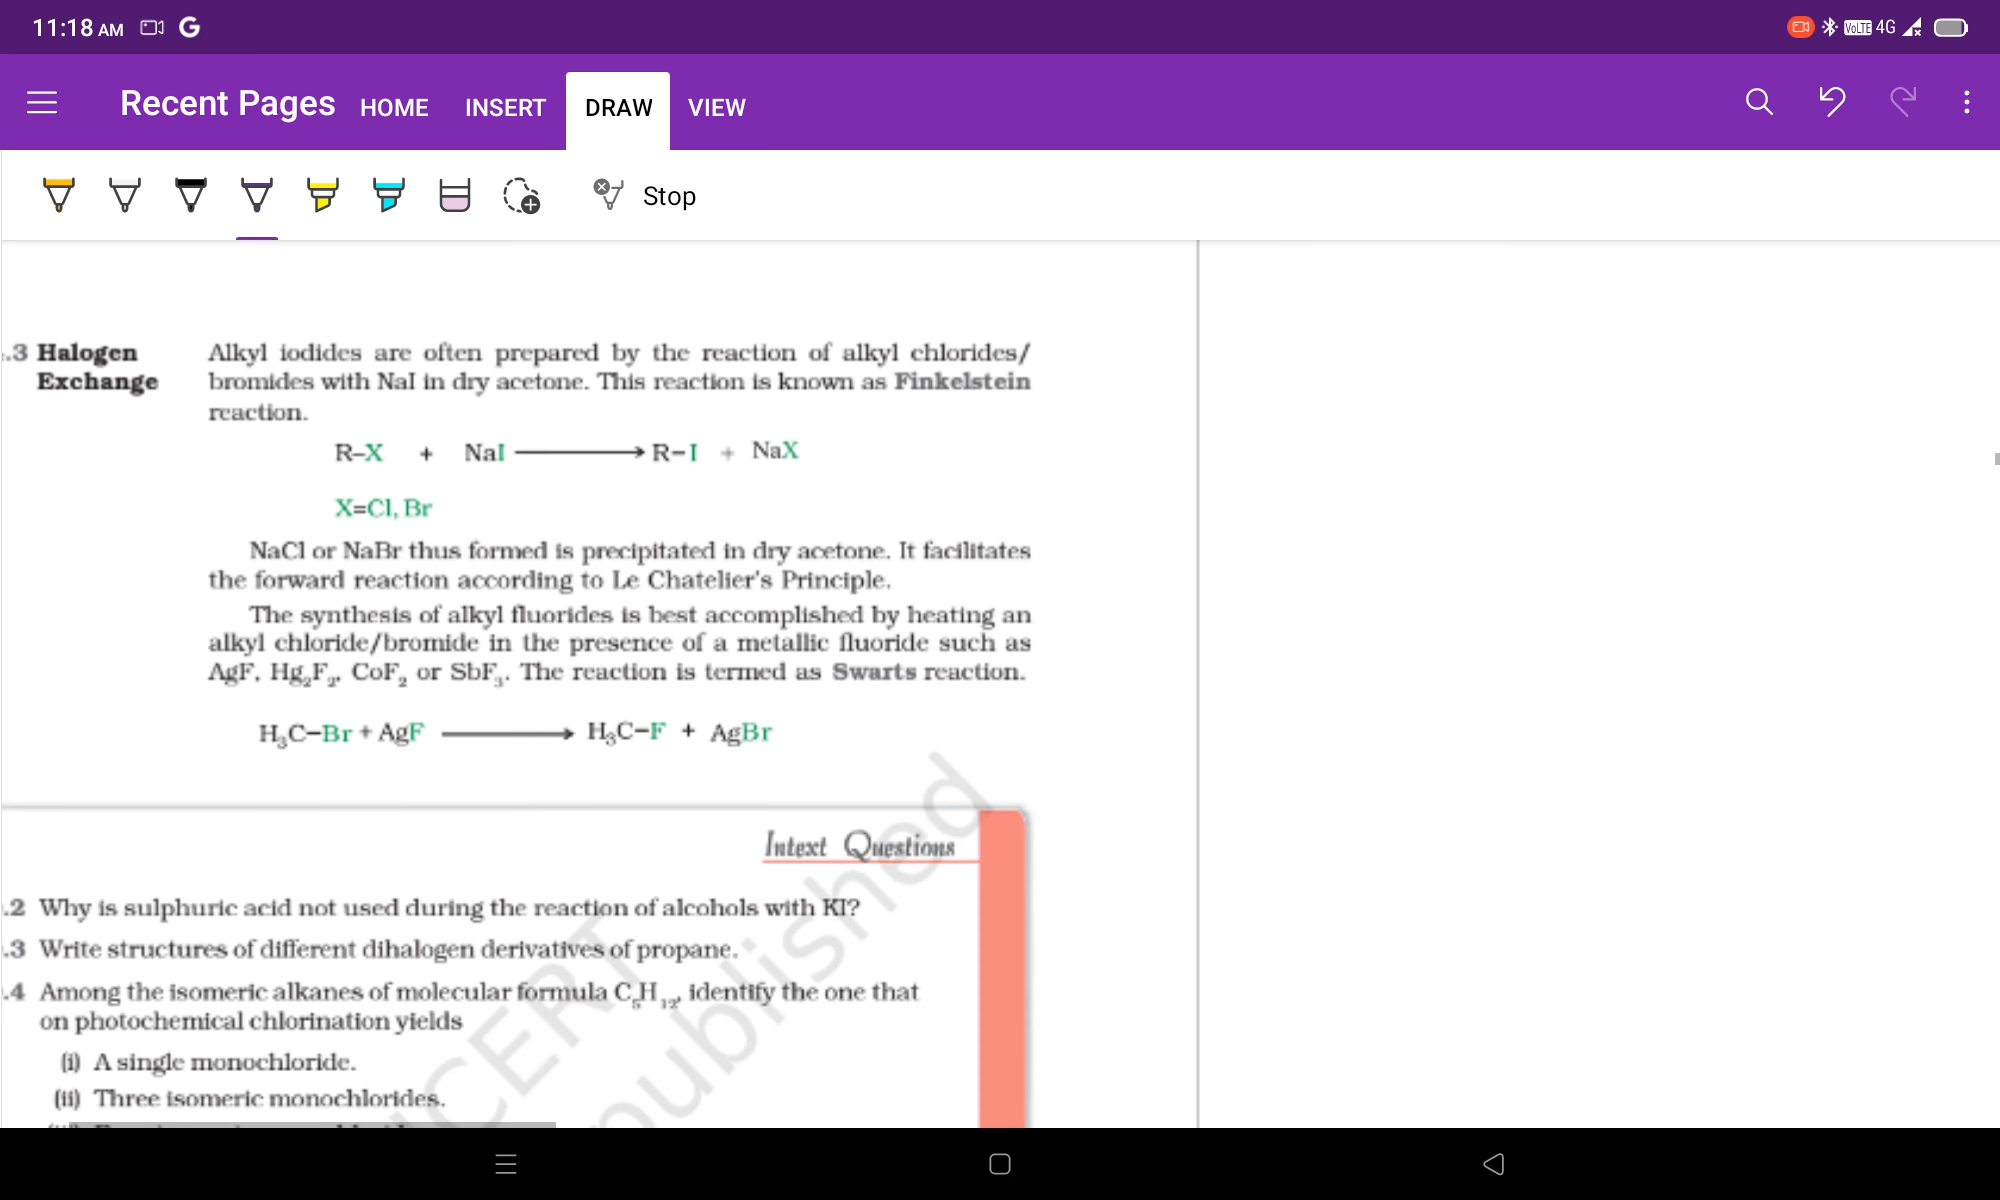 11:18 AM
VoLTE 4G
Recent Pages HOME INSERT DRAW VIEW
Stop
.3 Halogen Exchange
Alkyl iodides are often prepared by the reaction of alkyl chlorides/
bromides with NaI in dry acetone. This reaction is known as Finkelstein
reaction.
R–X + NaI ⟶ R–I + NaX
X=Cl, Br
NaCl or NaBr thus formed is precipitated in dry acetone. It facilitates
the forward reaction according to Le Chatelier's Principle.
The synthesis of alkyl fluorides is best accomplished by heating an
alkyl chloride/bromide in the presence of a metallic fluoride such as
AgF, Hg₂F₂, CoF₂ or SbF₃. The reaction is termed as Swarts reaction.
H₃C–Br + AgF ⟶ H₃C–F + AgBr
Intext Questions
.2 Why is sulphuric acid not used during the reaction of alcohols with KI?
.3 Write structures of different dihalogen derivatives of propane.
.4 Among the isomeric alkanes of molecular formula C₅H₁₂, identify the one that
on photochemical chlorination yields
(i) A single monochloride.
(ii) Three isomeric monochlorides.
CERT
published